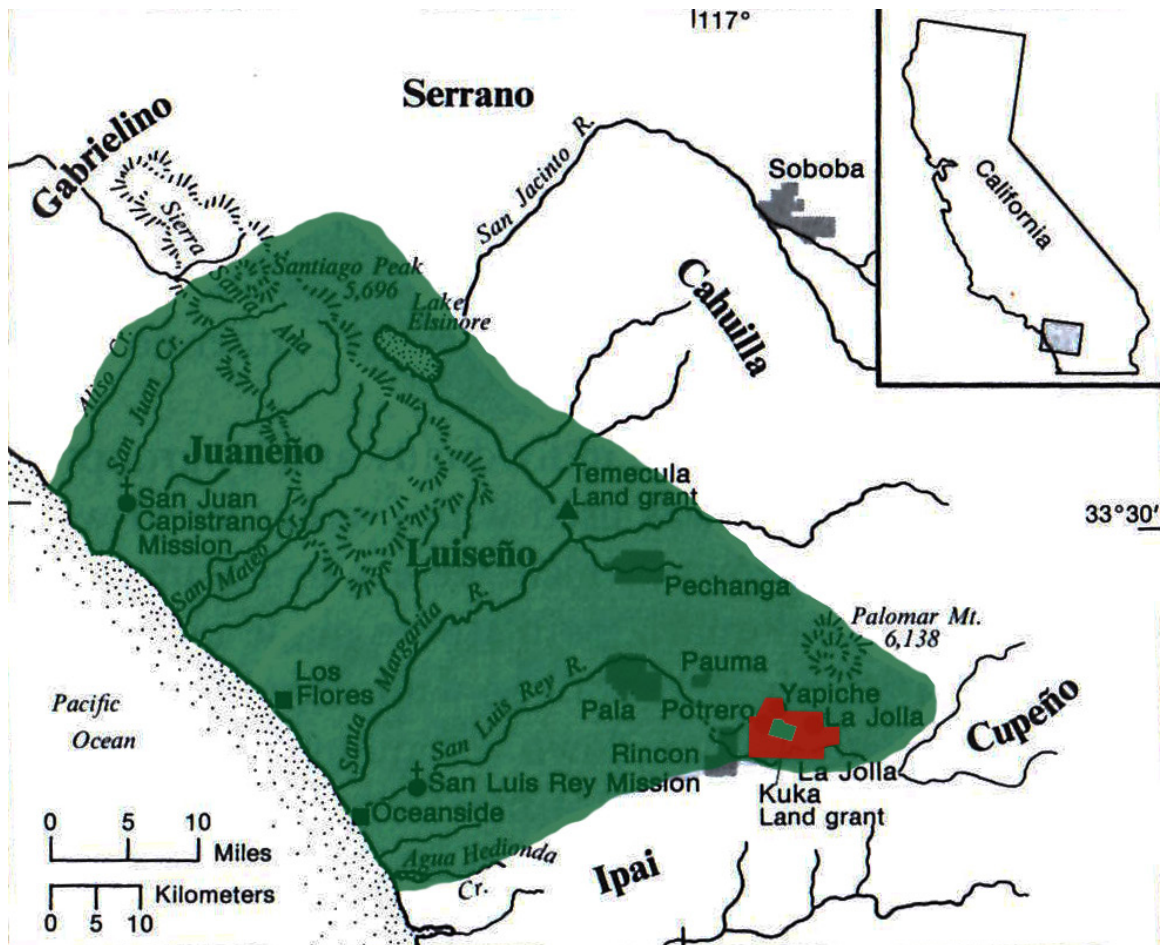 117°
Serrano
Gabrielino
Sierra
Santa
Ana
San Jacinto R.
Soboba
California
Cahuilla
Santiago Peak
5,696
Lake
Elsinore
Aliso Cr.
San Juan Cr.
Juaneño
San Juan
Capistrano
Mission
Temecula
Land grant
33°30'
San Mateo Cr.
Luiseño
Pechanga
Santa Margarita R.
Palomar Mt.
6,138
Los
Flores
Pauma
Yapiche
Pala
Potrero
La Jolla
Cupeño
Pacific
Ocean
San Luis Rey R.
Rincon
La Jolla
San Luis Rey Mission
Kuka
Land grant
Oceanside
0 5 10
Miles
Agua Hedionda
Cr.
Ipai
Kilometers
0 5 10